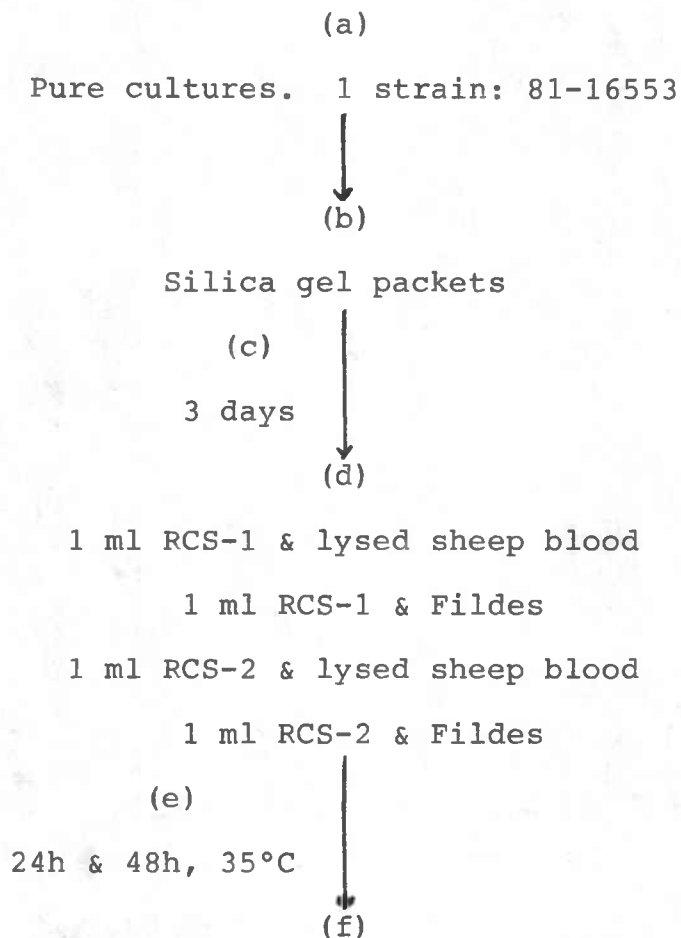 (a)
Pure cultures. 1 strain: 81-16553
(b)
Silica gel packets
(c)
3 days
(d)
1 ml RCS-1 & lysed sheep blood
1 ml RCS-1 & Fildes
1 ml RCS-2 & lysed sheep blood
1 ml RCS-2 & Fildes
(e)
24h & 48h, 35°C
(f)